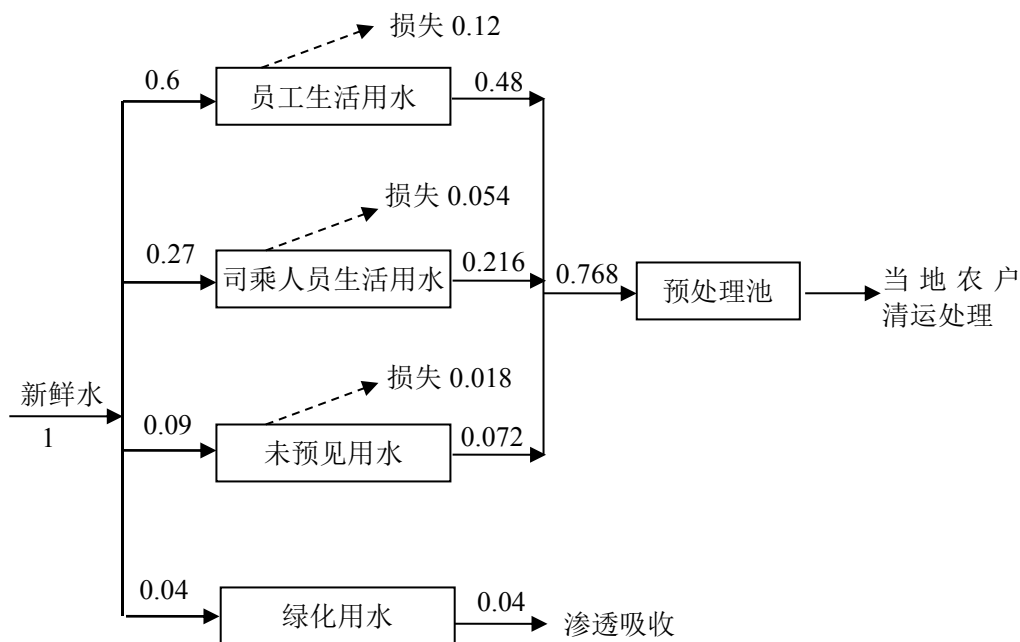 损失 0.12
0.6
员工生活用水
0.48
损失 0.054
0.27
司乘人员生活用水
0.216
0.768
预处理池
当地农户
清运处理
损失 0.018
新鲜水
1
0.09
未预见用水
0.072
0.04
绿化用水
0.04
渗透吸收